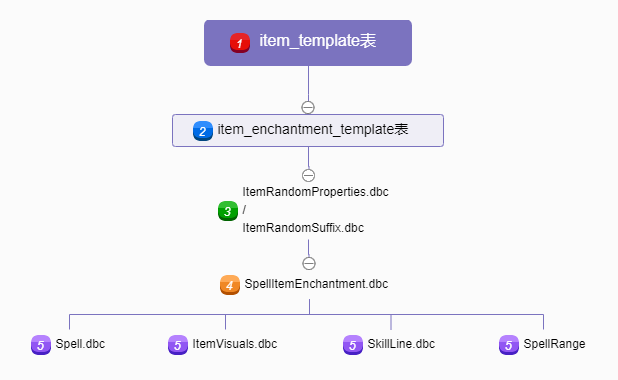 1 item_template表
2 item_enchantment_template表
ItemRandomProperties.dbc
3 /
ItemRandomSuffix.dbc
4 SpellItemEnchantment.dbc
5 Spell.dbc 5 ItemVisuals.dbc 5 SkillLine.dbc 5 SpellRange